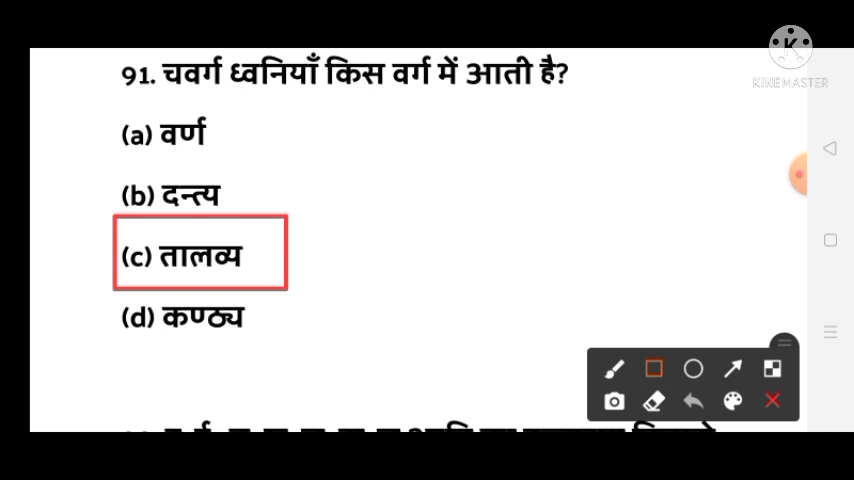 KINEMASTER
91. चवर्ग ध्वनियाँ किस वर्ग में आती है?
(a) वर्ण
(b) दन्त्य
(c) तालव्य
(d) कण्ठ्य